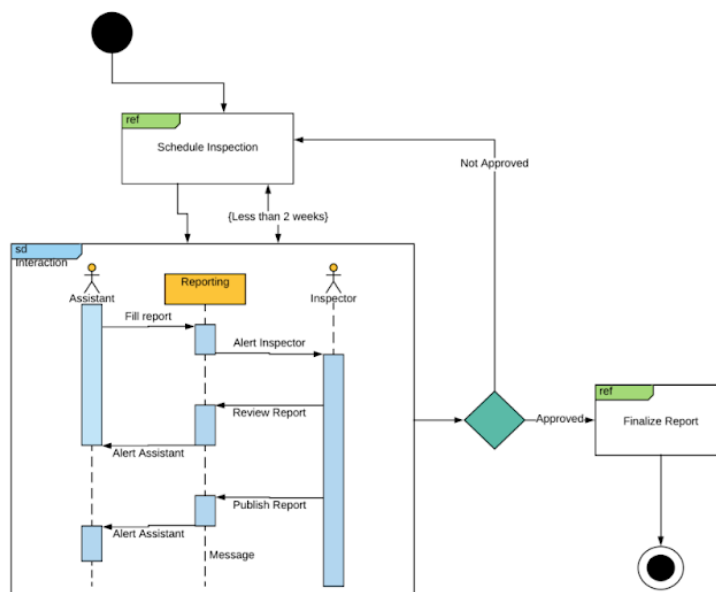 ref
Schedule Inspection
Not Approved
{Less than 2 weeks}
sd
Interaction
Reporting
Assistant
Inspector
Fill report
Alert Inspector
ref
Review Report
Approved
Finalize Report
Alert Assistant
Publish Report
Alert Assistant
Message